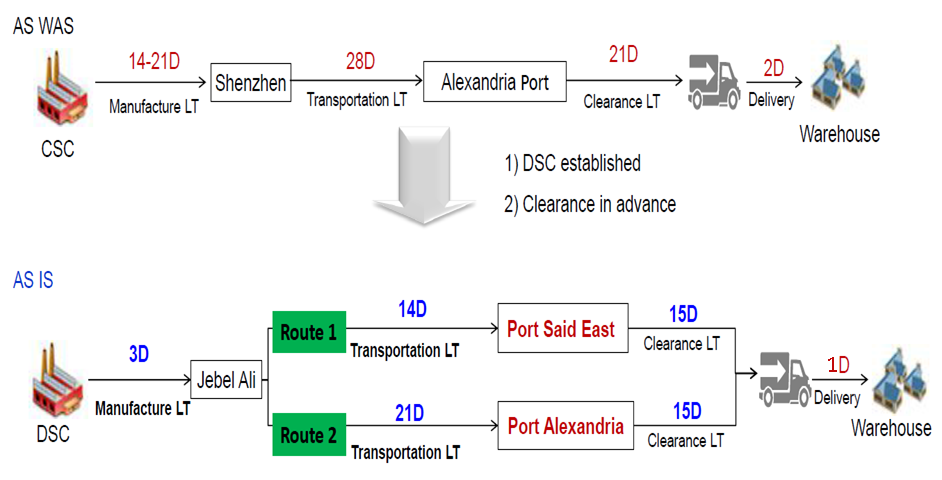 AS WAS
14-21D
28D
21D
2D
Shenzhen
Alexandria Port
Manufacture LT
Transportation LT
Clearance LT
Delivery
CSC
Warehouse
1) DSC established
2) Clearance in advance
AS IS
14D
15D
Route 1
Port Said East
Transportation LT
Clearance LT
3D
Jebel Ali
1D
Manufacture LT
Delivery
DSC
Warehouse
21D
15D
Route 2
Port Alexandria
Transportation LT
Clearance LT